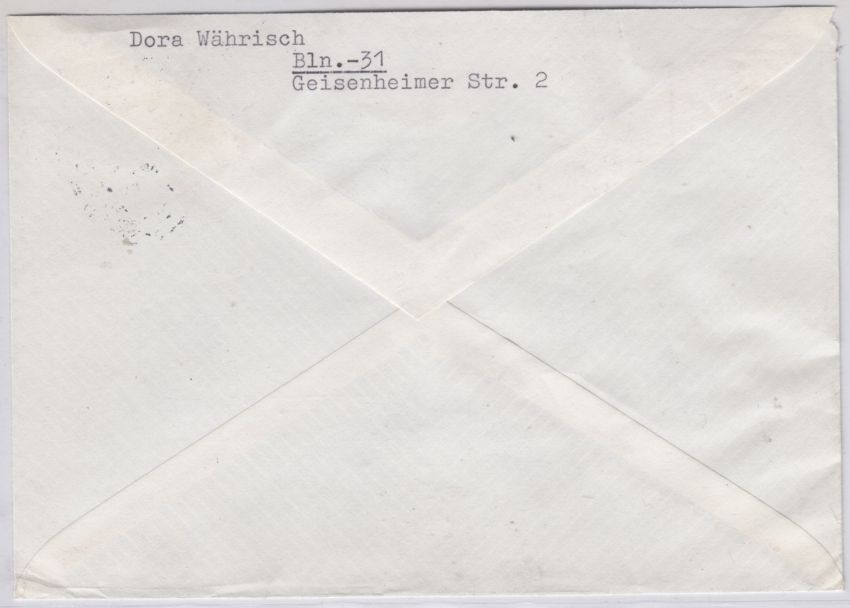 Dora Währisch
Bln.-31
Geisenheimer Str. 2